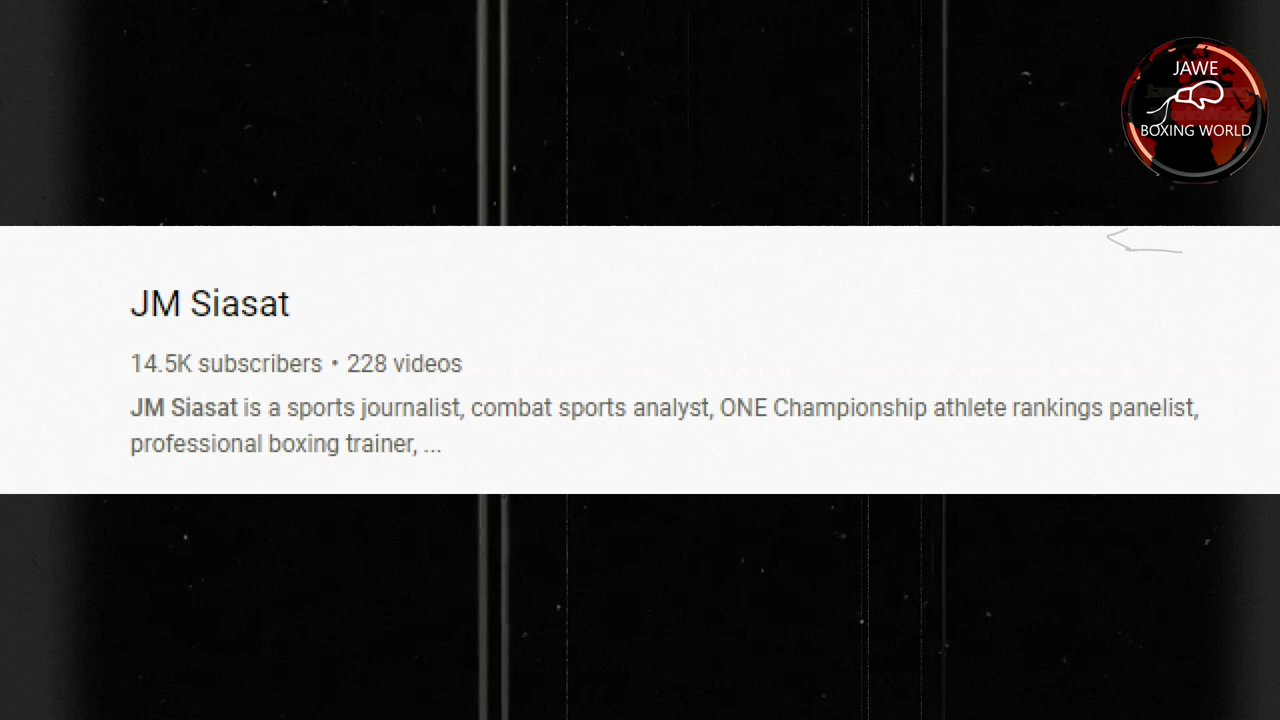 JAWE
BOXING WORLD
JM Siasat
14.5K subscribers • 228 videos
JM Siasat is a sports journalist, combat sports analyst, ONE Championship athlete rankings panelist,
professional boxing trainer, ...